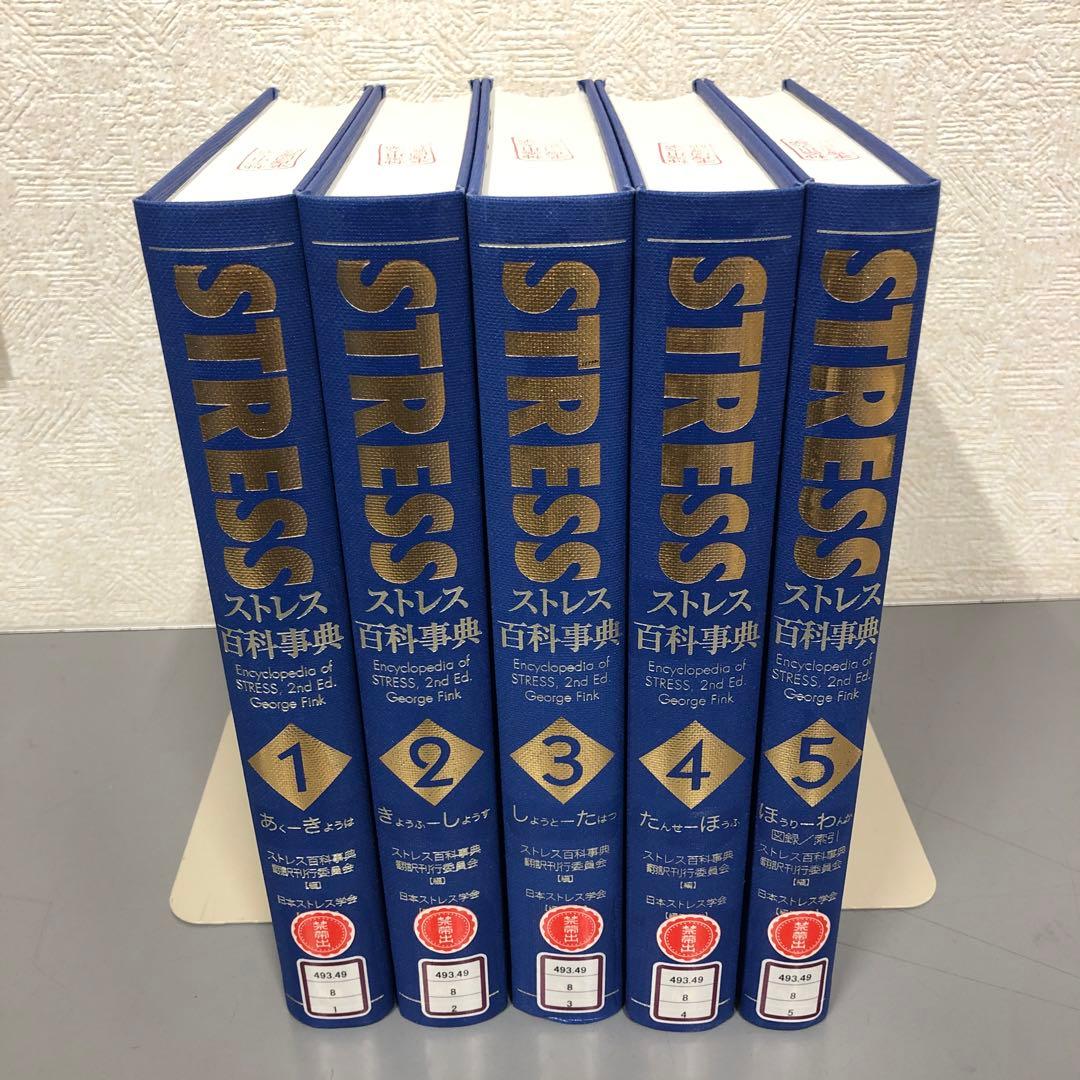 STRESS
ストレス
百科事典
Encyclopedia of
STRESS, 2nd Ed.
George Fink
1
あくーきょうは
ストレス百科事典
翻訳刊行委員会
【編】
日本ストレス学会
禁帯出
493.49
8
1
STRESS
ストレス
百科事典
Encyclopedia of
STRESS, 2nd Ed.
George Fink
2
きょうふーしょうす
ストレス百科事典
翻訳刊行委員会
【編】
日本ストレス学会
禁帯出
493.49
8
2
STRESS
ストレス
百科事典
Encyclopedia of
STRESS, 2nd Ed.
George Fink
3
しょうとーたはつ
ストレス百科事典
翻訳刊行委員会
【編】
日本ストレス学会
禁帯出
493.49
8
3
STRESS
ストレス
百科事典
Encyclopedia of
STRESS, 2nd Ed.
George Fink
4
たんせーほうふ
ストレス百科事典
翻訳刊行委員会
【編】
日本ストレス学会
禁帯出
493.49
8
4
STRESS
ストレス
百科事典
Encyclopedia of
STRESS, 2nd Ed.
George Fink
5
ほうりーわんか
図録／索引
ストレス百科事典
翻訳刊行委員会
【編】
日本ストレス学会
禁帯出
493.49
8
5